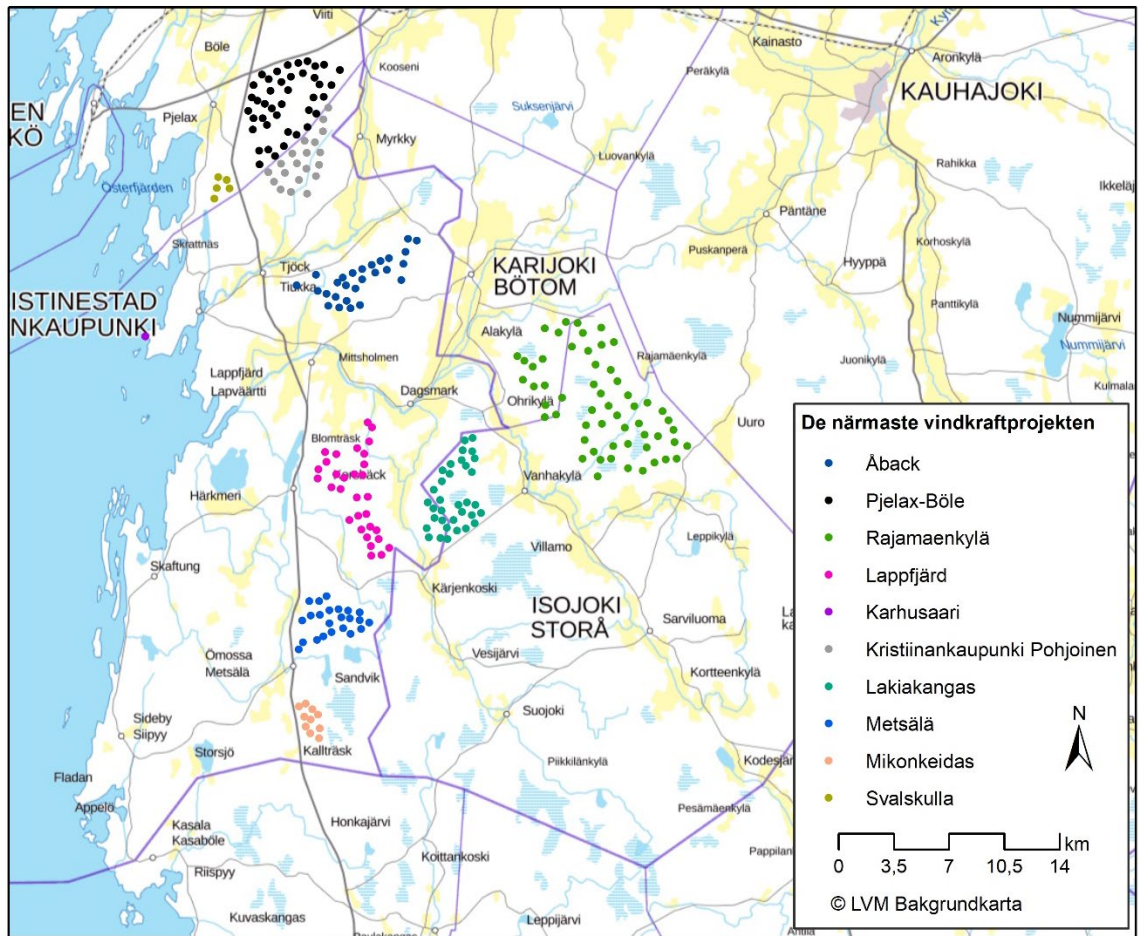 Viiti
Böle
Kainasto
Kyrö
Aronkylä
Kooseni
Peräkylä
KAUHAJOKI
EN
KÖ
Pjelax
Suksenjärvi
Myrkky
Luovankylä
Rahikka
Österfjärden
Ikkeläj
Päntäne
Skrattnäs
Puskanperä
Korhoskylä
Tjöck
Tiukka
KARIJOKI
BÖTOM
Hyyppä
ISTINESTAD
NKAUPUNKI
Panttikylä
Nummijärvi
Alakylä
Nummijärvi
Mittsholmen
Rajamäenkylä
Juonikylä
Lappfjärd
Lapväärtti
Kulmala
Dagsmark
Ohrikylä
Uuro
Blomträsk
Härkmeri
Vanhakylä
Leppikylä
Villamo
Skaftung
Kärjenkoski
ISOJOKI
STORÅ
Sarviluoma
Ömossa
Metsälä
Vesijärvi
Sandvik
Kortteenkylä
Sideby
Siipyy
Suojoki
Storsjö
Kallträsk
Piikkilänkylä
Kodesjär
Fladan
Appelö
Pesämäenkylä
Kasala
Kasaböle
Honkajärvi
Koittankoski
Pappilan
Riispyy
Kuvaskangas
Leppijärvi
De närmaste vindkraftprojekten
Åback
Pjelax-Böle
Rajamaenkylä
Lappfjärd
Karhusaari
Kristiinankaupunki Pohjoinen
Lakiakangas
Metsälä
Mikonkeidas
Svalskulla
N
km
0 3,5 7 10,5 14
© LVM Bakgrundkarta